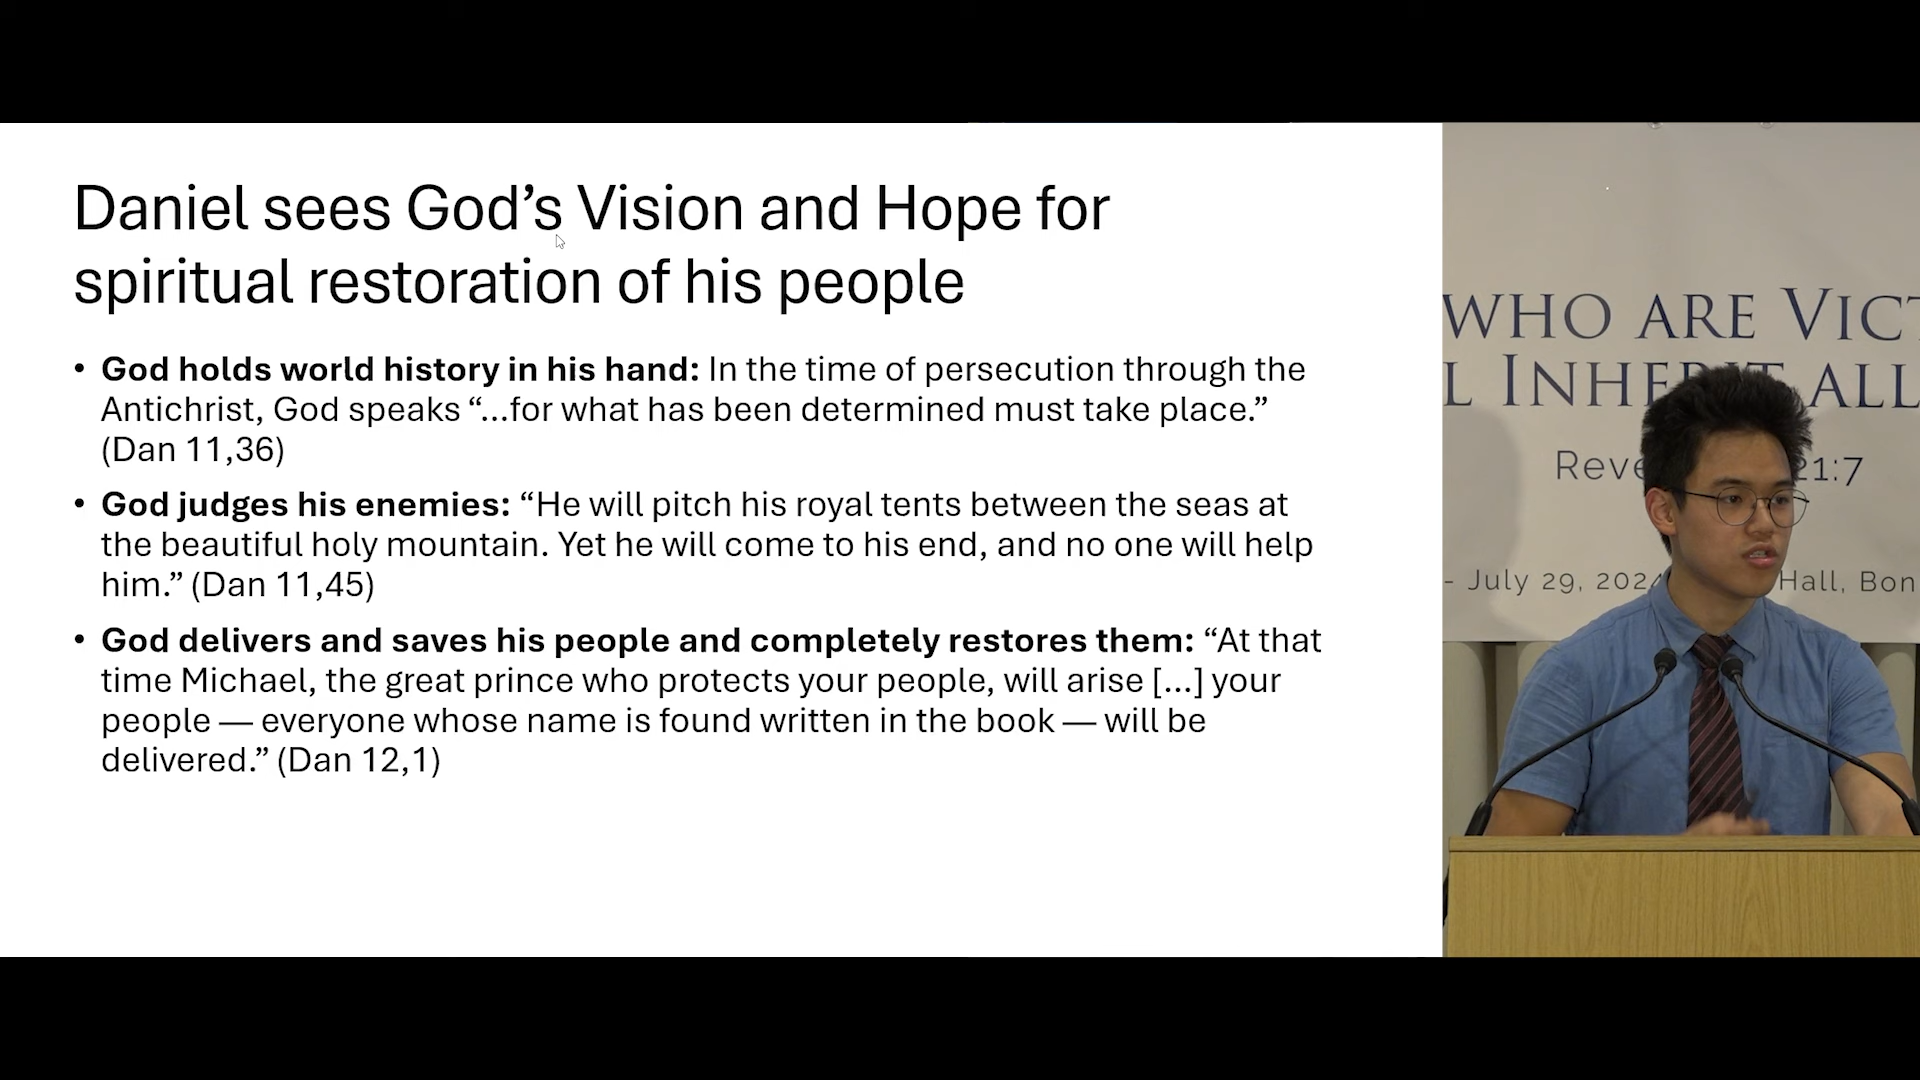 Daniel sees God’s Vision and Hope for
spiritual restoration of his people
• God holds world history in his hand: In the time of persecution through the
Antichrist, God speaks “…for what has been determined must take place.”
(Dan 11,36)
• God judges his enemies: “He will pitch his royal tents between the seas at
the beautiful holy mountain. Yet he will come to his end, and no one will help
him.” (Dan 11,45)
• God delivers and saves his people and completely restores them: “At that
time Michael, the great prince who protects your people, will arise […] your
people — everyone whose name is found written in the book — will be
delivered.” (Dan 12,1)
WHO ARE VICT
L INHERIT ALL
Reve 21:7
- July 29, 2024 Hall, Bon